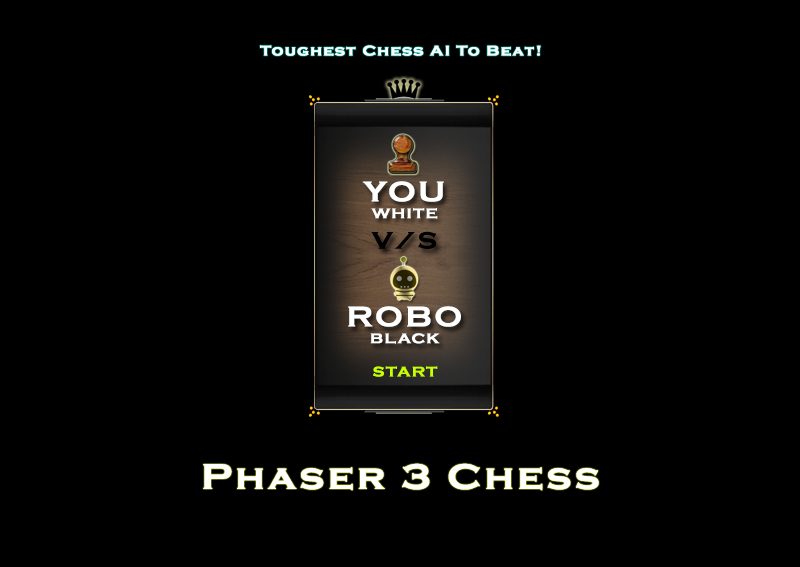 Toughest Chess AI To Beat!
YOU
WHITE
V/S
ROBO
BLACK
START
Phaser 3 Chess